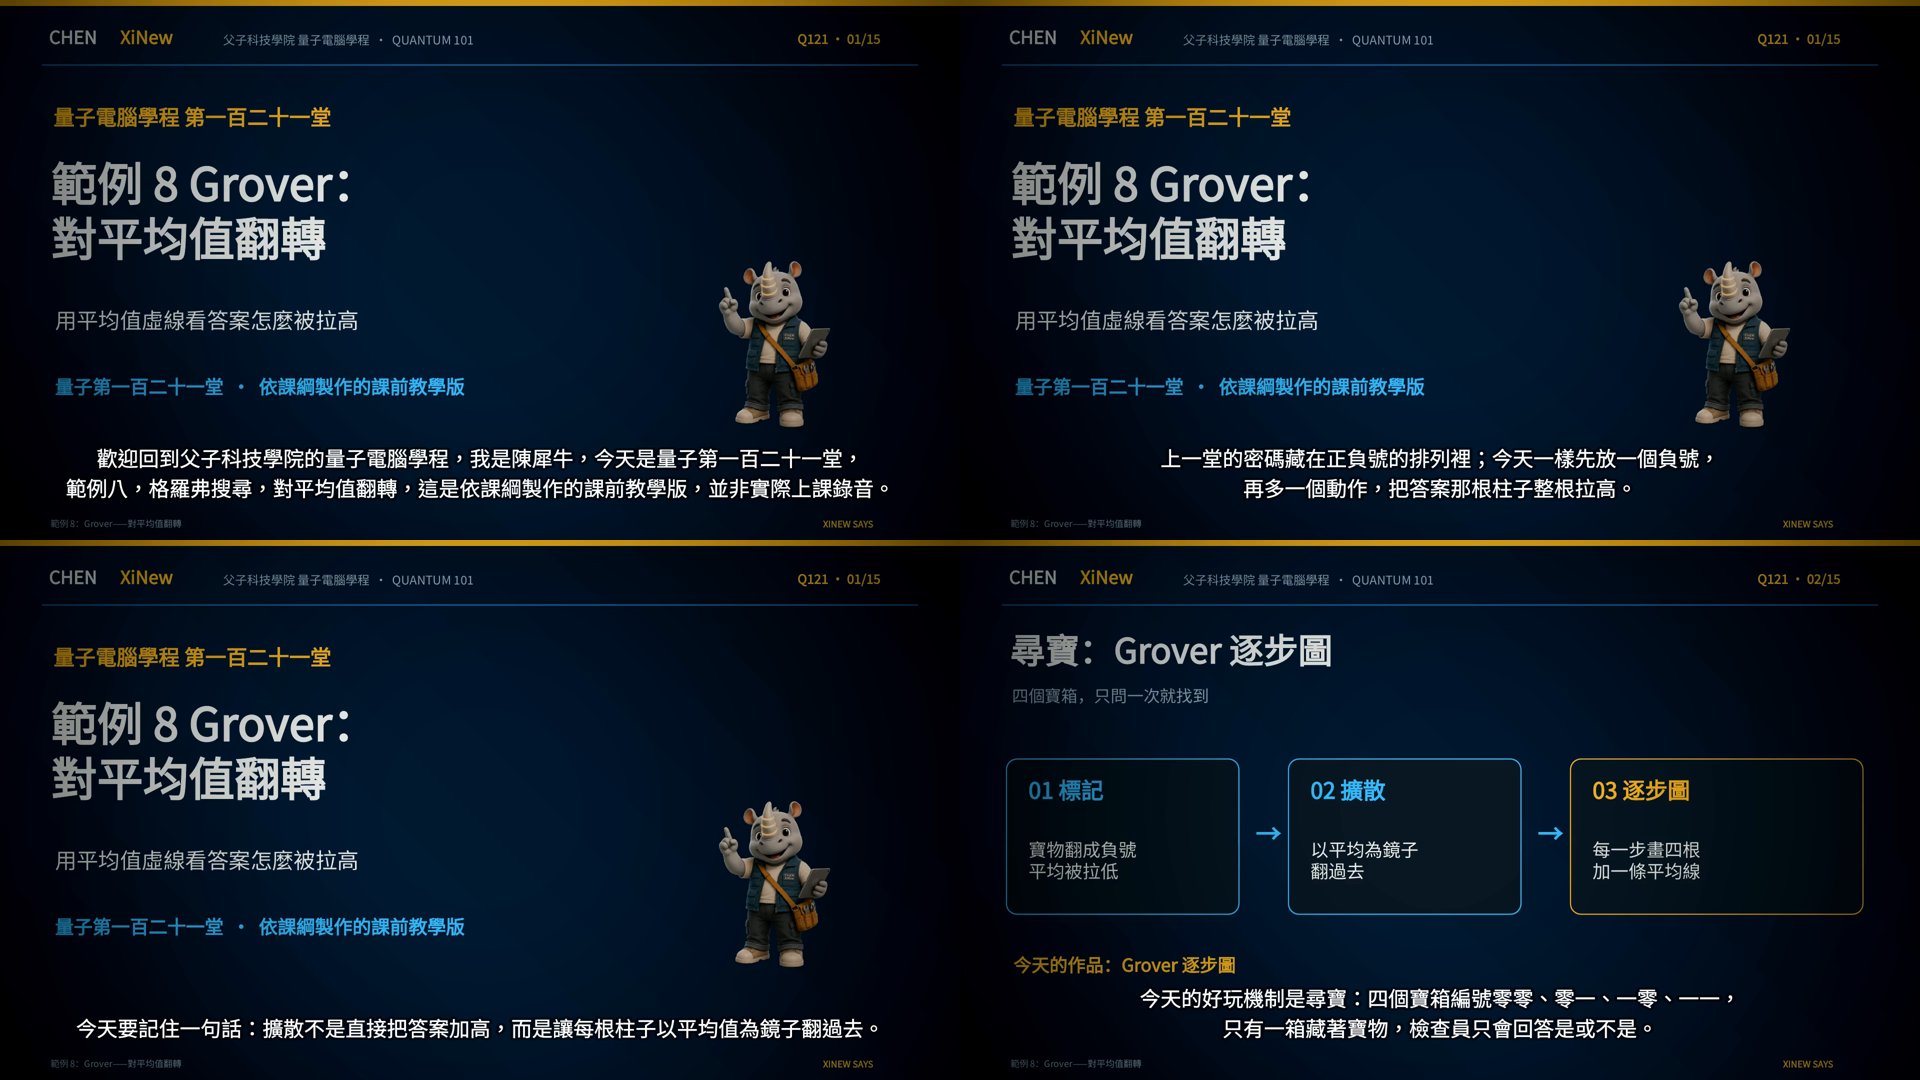 CHEN XiNew 父子科技學院 量子電腦學程 · QUANTUM 101 Q121 · 01/15
量子電腦學程 第一百二十一堂
範例 8 Grover：
對平均值翻轉
用平均值虛線看答案怎麼被拉高
量子第一百二十一堂 · 依課綱製作的課前教學版
歡迎回到父子科技學院的量子電腦學程，我是陳犀牛，今天是量子第一百二十一堂，
範例八，格羅弗搜尋，對平均值翻轉，這是依課綱製作的課前教學版，並非實際上課錄音。
範例 8：Grover——對平均值翻轉 XINEW SAYS
CHEN XiNew 父子科技學院 量子電腦學程 · QUANTUM 101 Q121 · 01/15
量子電腦學程 第一百二十一堂
範例 8 Grover：
對平均值翻轉
用平均值虛線看答案怎麼被拉高
量子第一百二十一堂 · 依課綱製作的課前教學版
上一堂的密碼藏在正負號的排列裡；今天一樣先放一個負號，
再多一個動作，把答案那根柱子整根拉高。
範例 8：Grover——對平均值翻轉 XINEW SAYS
CHEN XiNew 父子科技學院 量子電腦學程 · QUANTUM 101 Q121 · 01/15
量子電腦學程 第一百二十一堂
範例 8 Grover：
對平均值翻轉
用平均值虛線看答案怎麼被拉高
量子第一百二十一堂 · 依課綱製作的課前教學版
今天要記住一句話：擴散不是直接把答案加高，而是讓每根柱子以平均值為鏡子翻過去。
範例 8：Grover——對平均值翻轉 XINEW SAYS
CHEN XiNew 父子科技學院 量子電腦學程 · QUANTUM 101 Q121 · 02/15
尋寶：Grover 逐步圖
四個寶箱，只問一次就找到
01 標記
寶物翻成負號
平均被拉低
→
02 擴散
以平均為鏡子
翻過去
→
03 逐步圖
每一步畫四根
加一條平均線
今天的作品：Grover 逐步圖
今天的好玩機制是尋寶：四個寶箱編號零零、零一、一零、一一，
只有一箱藏著寶物，檢查員只會回答是或不是。
範例 8：Grover——對平均值翻轉 XINEW SAYS